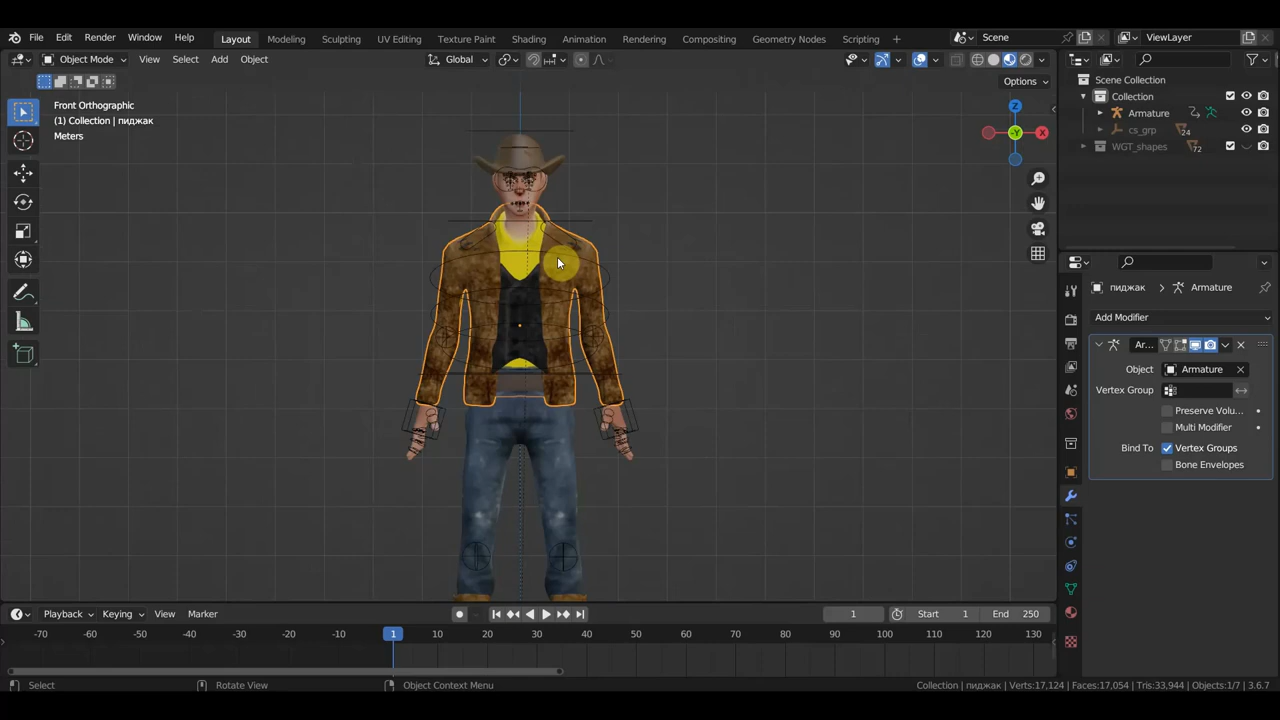 File Edit Render Window Help Layout Modeling Sculpting UV Editing Texture Paint Shading Animation Rendering Compositing Geometry Nodes Scripting + Scene ViewLayer
Object Mode View Select Add Object Global
Options
Front Orthographic
(1) Collection | пиджак
Meters
Z
X
-Y
Scene Collection
Collection
Armature
cs_grp 24
WGT_shapes 72
пиджак > Armature
Add Modifier
Ar...
Object Armature
Vertex Group
Preserve Volu...
Multi Modifier
Bind To Vertex Groups
Bone Envelopes
Playback Keying View Marker 1 Start 1 End 250
-70 -60 -50 -40 -30 -20 -10 1 10 20 30 40 50 60 70 80 90 100 110 120 130
Select Rotate View Object Context Menu Collection | пиджак | Verts:17,124 | Faces:17,054 | Tris:33,944 | Objects:1/7 | 3.6.7